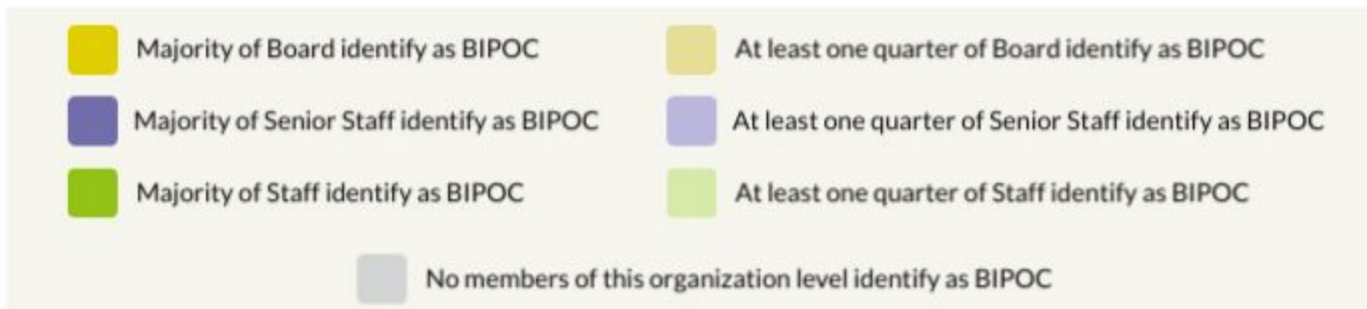 Majority of Board identify as BIPOC
At least one quarter of Board identify as BIPOC
Majority of Senior Staff identify as BIPOC
At least one quarter of Senior Staff identify as BIPOC
Majority of Staff identify as BIPOC
At least one quarter of Staff identify as BIPOC
No members of this organization level identify as BIPOC